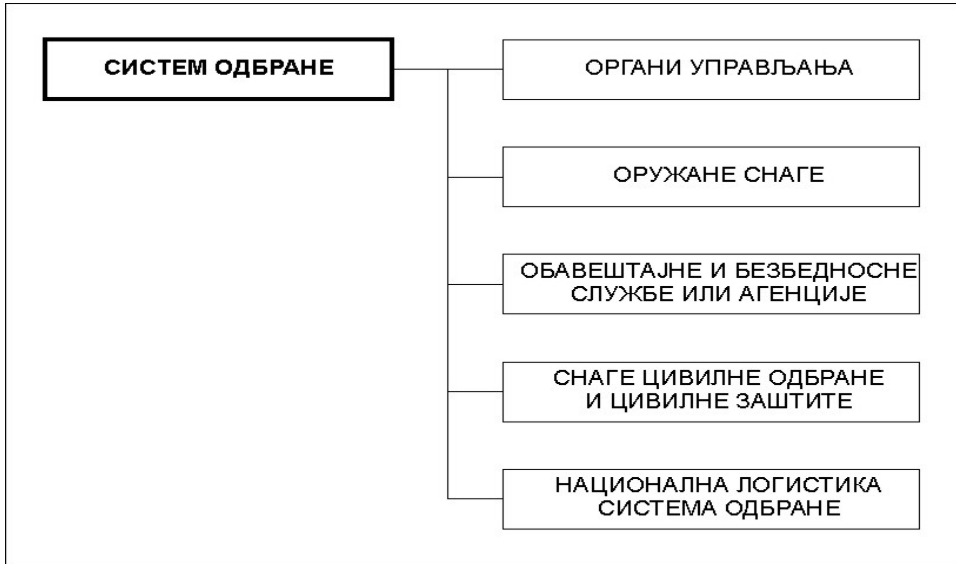 СИСТЕМ ОДБРАНЕ
ОРГАНИ УПРАВЉАЊА
ОРУЖАНЕ СНАГЕ
ОБАВЕШТАЈНЕ И БЕЗБЕДНОСНЕ
СЛУЖБЕ ИЛИ АГЕНЦИЈЕ
СНАГЕ ЦИВИЛНЕ ОДБРАНЕ
И ЦИВИЛНЕ ЗАШТИТЕ
НАЦИОНАЛНА ЛОГИСТИКА
СИСТЕМА ОДБРАНЕ